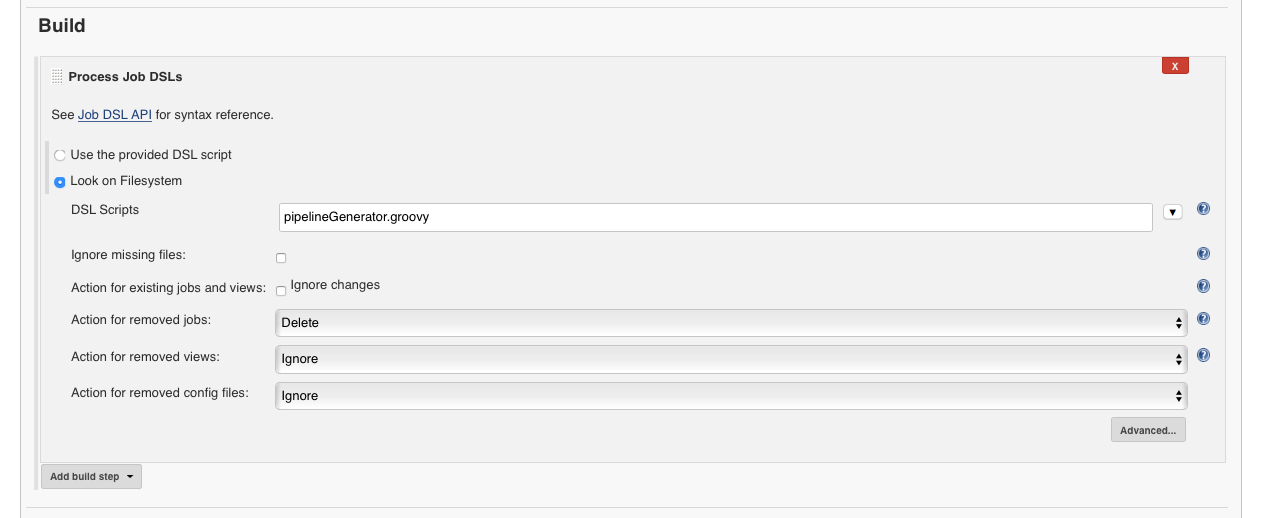 Build
Process Job DSLs
X
See Job DSL API for syntax reference.
Use the provided DSL script
Look on Filesystem
DSL Scripts
pipelineGenerator.groovy
▼
?
Ignore missing files:
?
Action for existing jobs and views:
Ignore changes
?
Action for removed jobs:
Delete
?
Action for removed views:
Ignore
?
Action for removed config files:
Ignore
Advanced...
Add build step